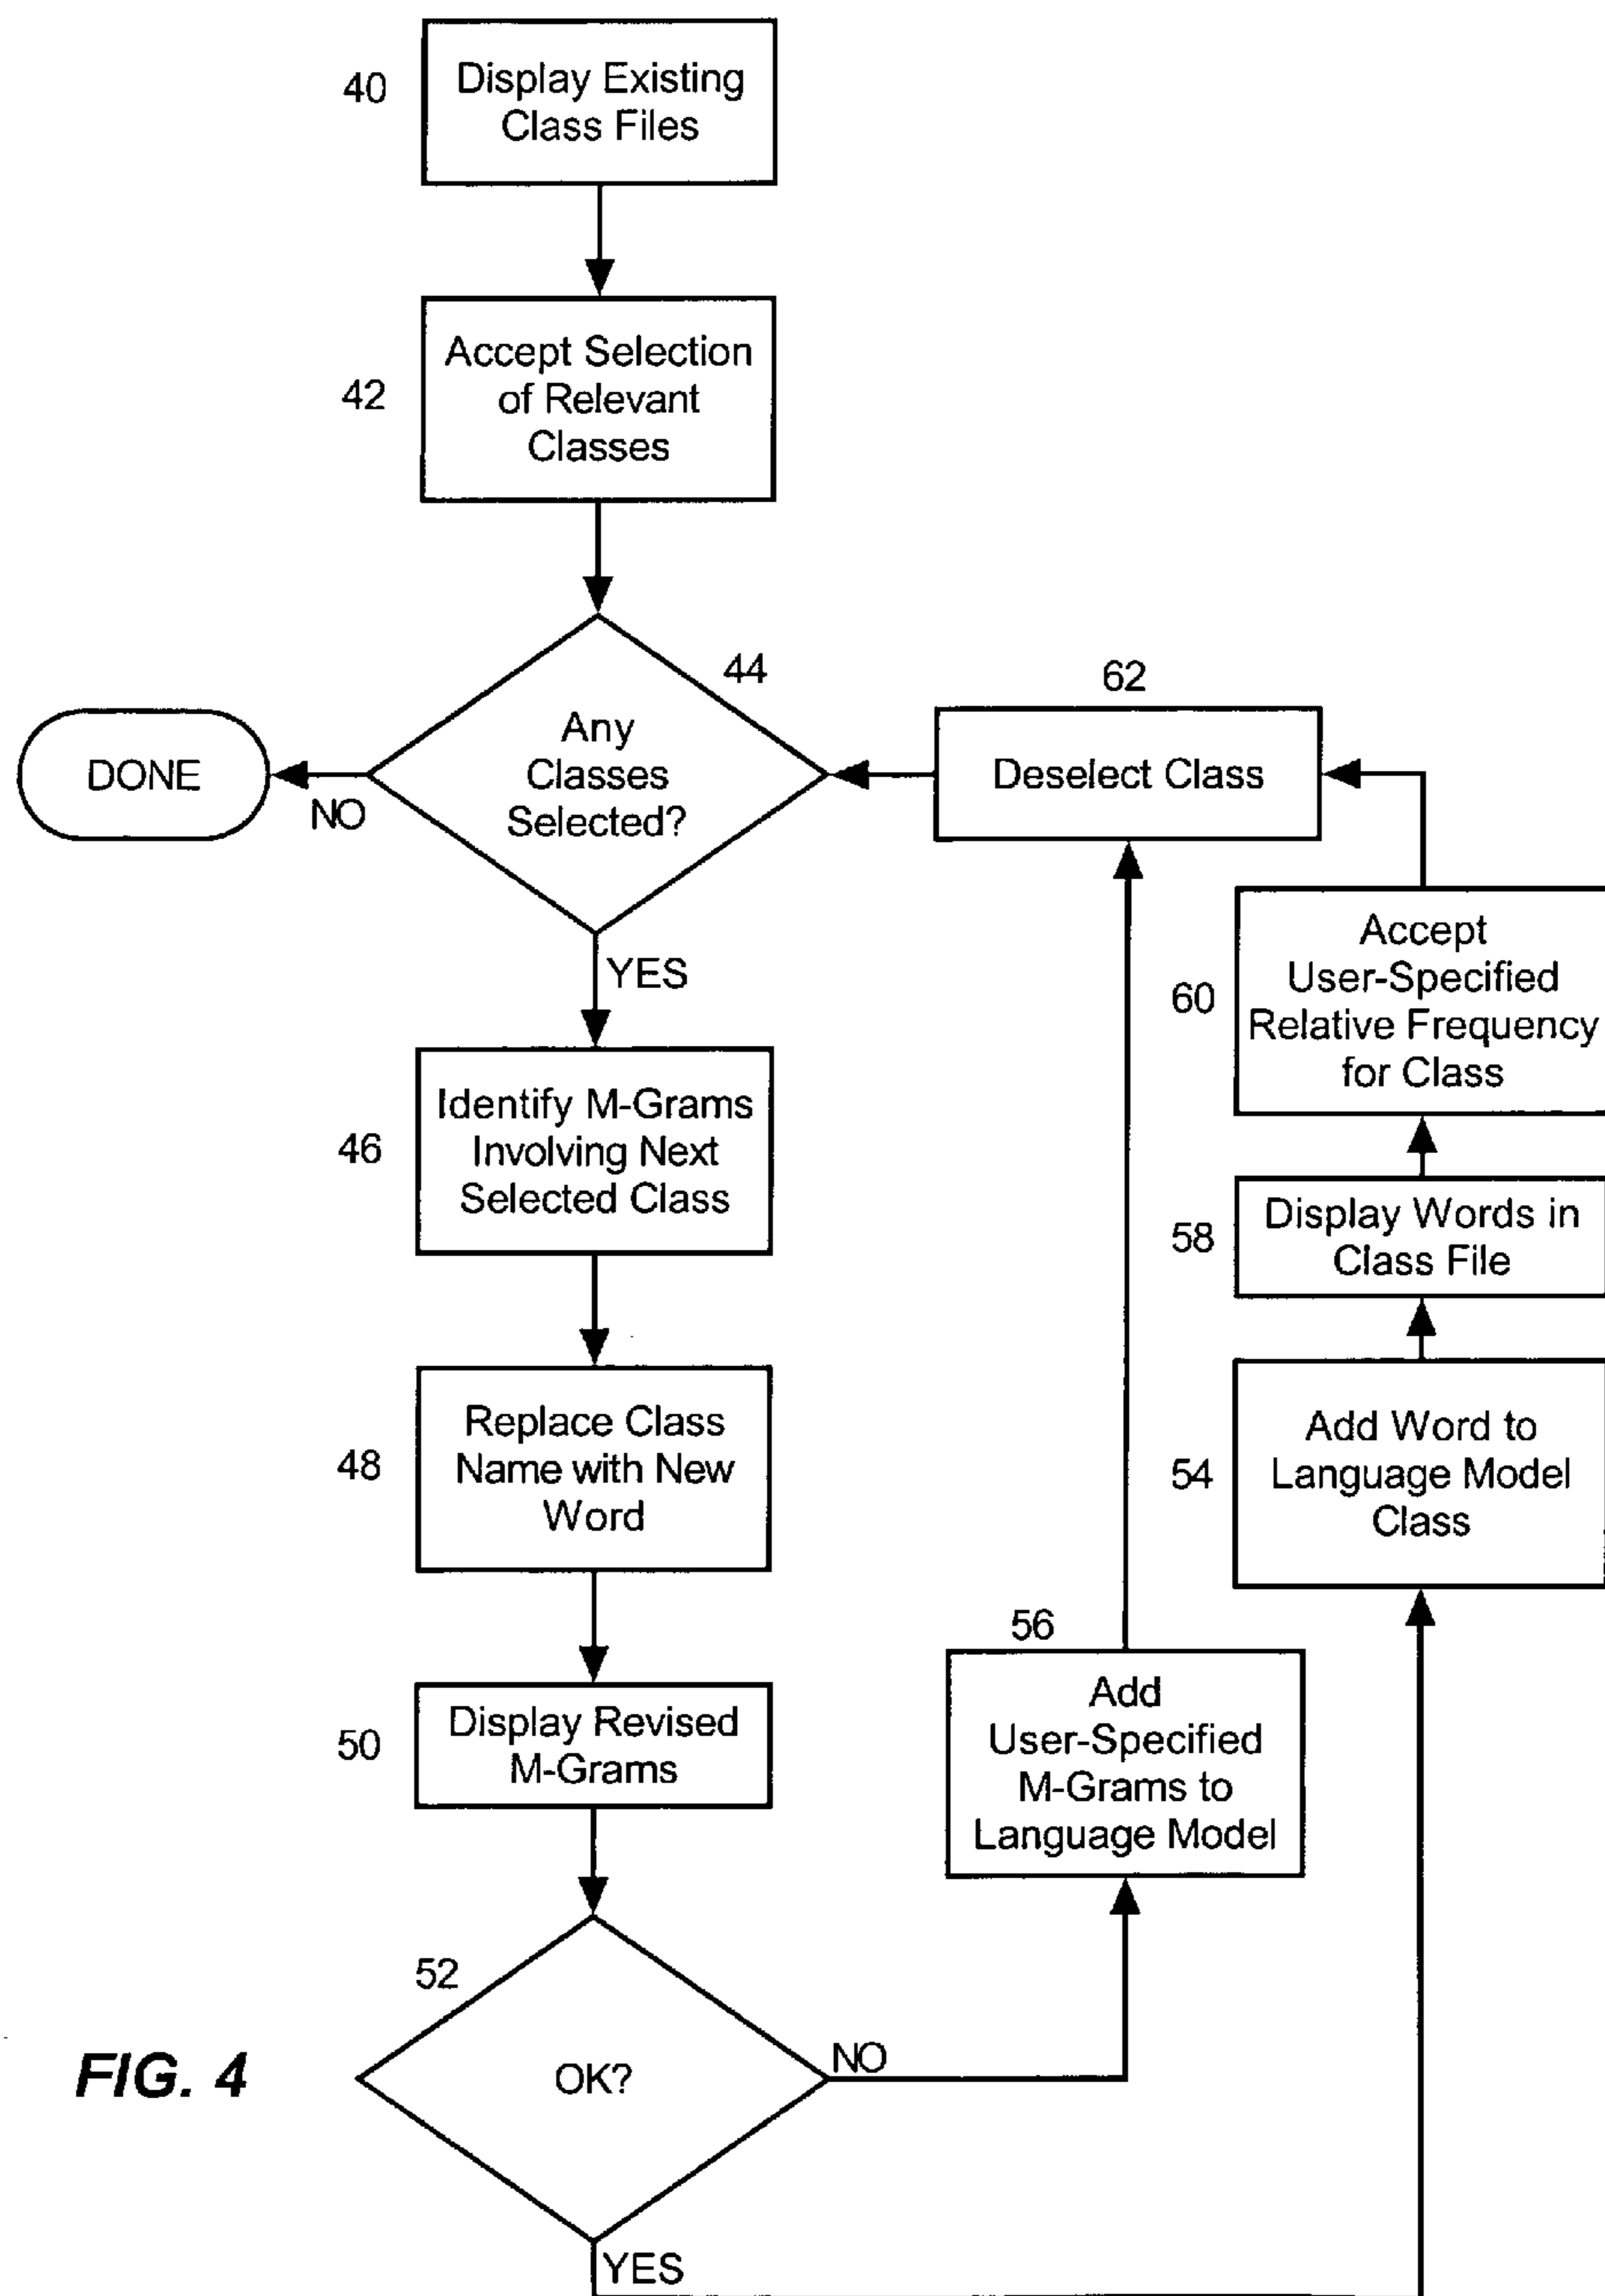 40
Display Existing
Class Files
42
Accept Selection
of Relevant
Classes
44
Any
Classes
Selected?
NO
DONE
YES
62
Deselect Class
60
Accept
User-Specified
Relative Frequency
for Class
46
Identify M-Grams
Involving Next
Selected Class
58
Display Words in
Class File
48
Replace Class
Name with New
Word
54
Add Word to
Language Model
Class
50
Display Revised
M-Grams
56
Add
User-Specified
M-Grams to
Language Model
52
OK?
NO
YES
FIG. 4